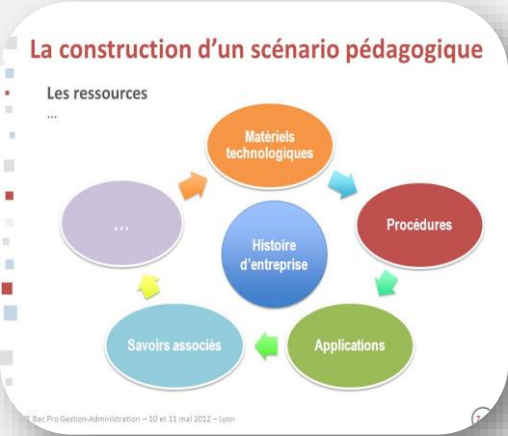 La construction d'un scénario pédagogique
Les ressources
...
Matériels
technologiques
...
Procédures
Histoire
d'entreprise
Savoirs associés
Applications
Bac Pro Gestion-Administration – 10 et 11 mai 2012 – Lyon